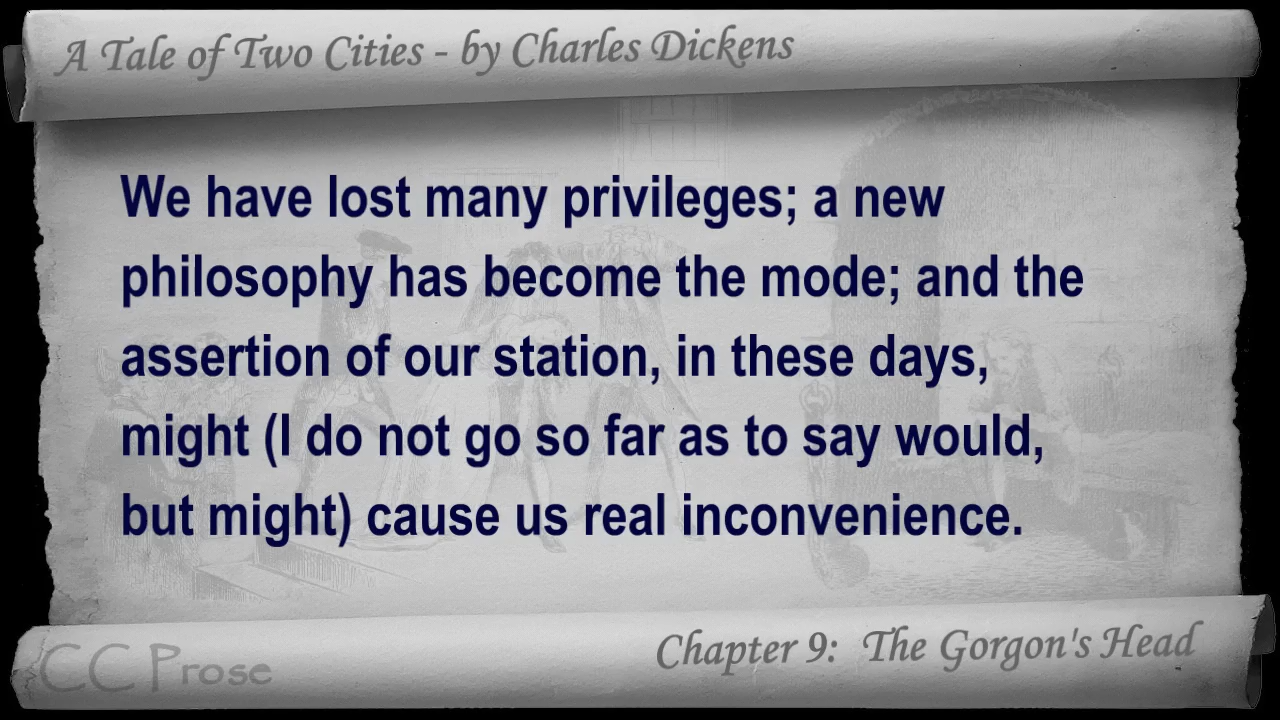 A Tale of Two Cities - by Charles Dickens
We have lost many privileges; a new
philosophy has become the mode; and the
assertion of our station, in these days,
might (I do not go so far as to say would,
but might) cause us real inconvenience.
CC Prose
Chapter 9: The Gorgon's Head